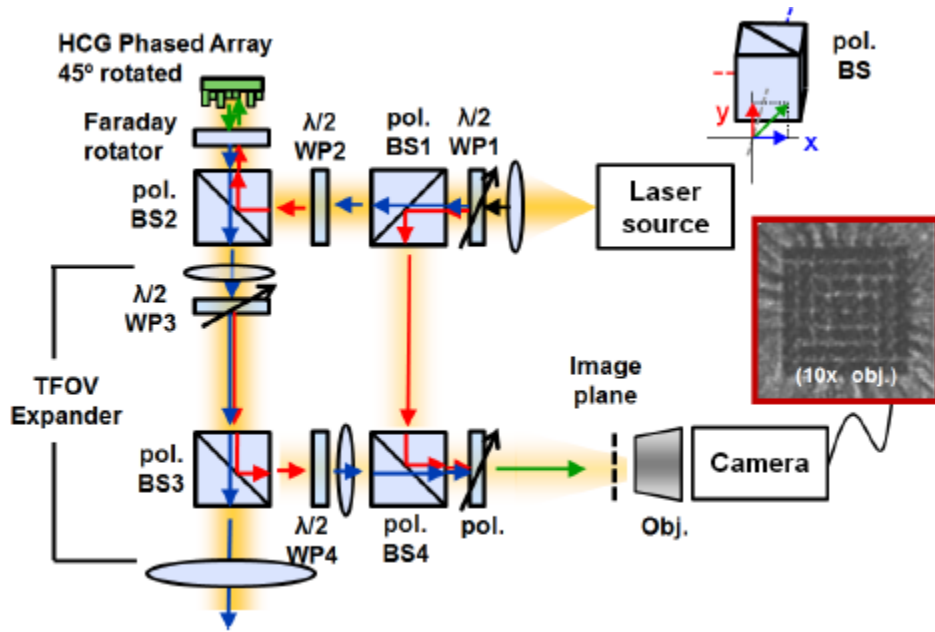 HCG Phased Array
45º rotated
Faraday
rotator
λ/2
WP2
pol.
BS1
λ/2
WP1
pol.
BS
y
x
pol.
BS2
Laser
source
λ/2
WP3
TFOV
Expander
Image
plane
(10x obj.)
pol.
BS3
Camera
λ/2
WP4
pol.
BS4
pol.
Obj.